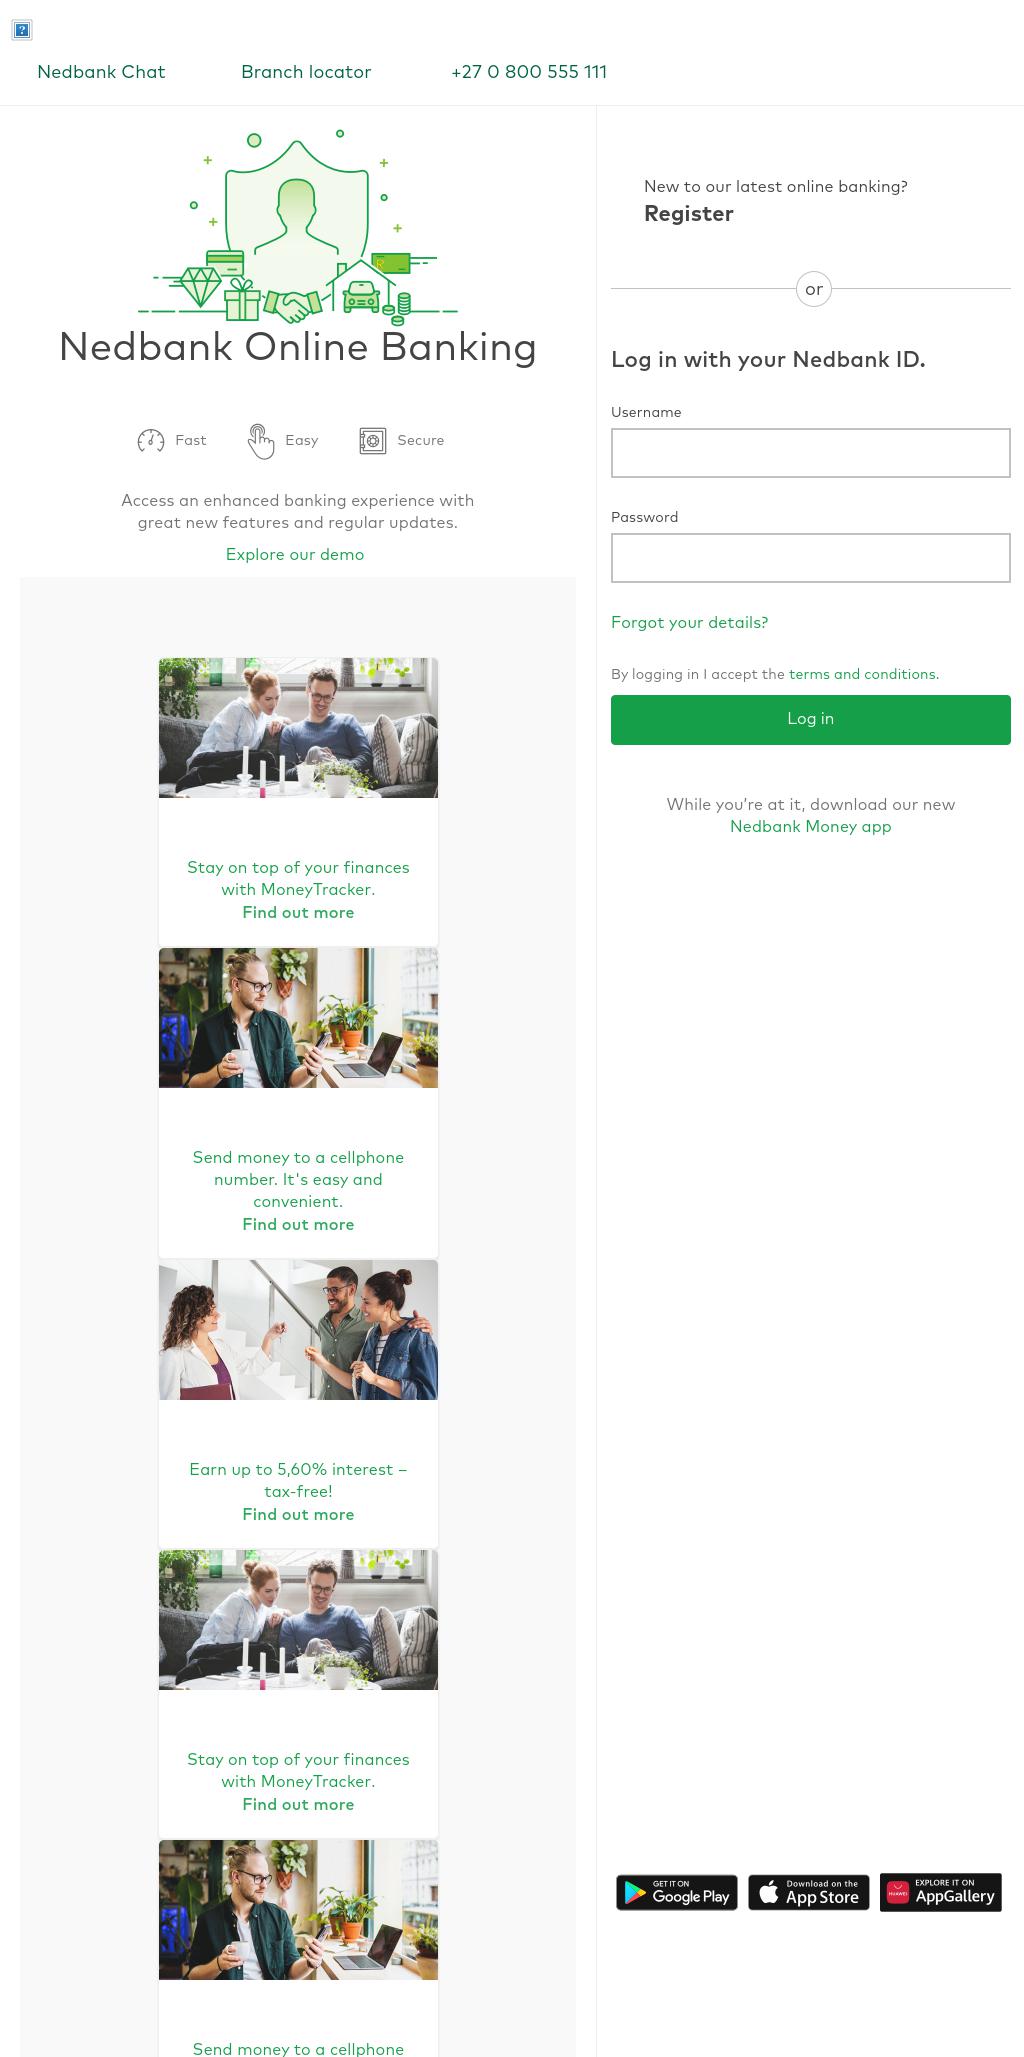 Nedbank Chat
Branch locator
+27 0 800 555 111
Nedbank Online Banking
Fast
Easy
Secure
Access an enhanced banking experience with
great new features and regular updates.
Explore our demo
Stay on top of your finances
with MoneyTracker.
Find out more
Send money to a cellphone
number. It's easy and
convenient.
Find out more
Earn up to 5,60% interest –
tax-free!
Find out more
Stay on top of your finances
with MoneyTracker.
Find out more
Send money to a cellphone
New to our latest online banking?
Register
or
Log in with your Nedbank ID.
Username
Password
Forgot your details?
By logging in I accept the terms and conditions.
Log in
While you’re at it, download our new
Nedbank Money app
GET IT ON
Google Play
Download on the
App Store
HUAWEI
EXPLORE IT ON
AppGallery